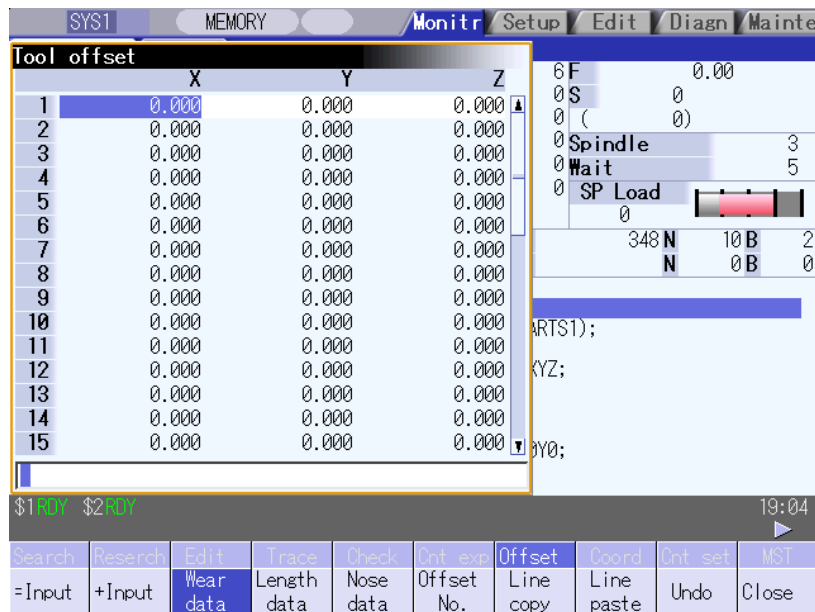 SYS1 MEMORY Monitr Setup Edit Diagn Mainte
Tool offset
X Y Z
6 F 0.00
1 0.000 0.000 0.000
0 S 0
2 0.000 0.000 0.000
0 ( 0)
3 0.000 0.000 0.000
0 Spindle 3
4 0.000 0.000 0.000
0 Wait 5
5 0.000 0.000 0.000
0 SP Load
0
6 0.000 0.000 0.000
348 N 10 B 2
7 0.000 0.000 0.000
N 0 B 0
8 0.000 0.000 0.000
9 0.000 0.000 0.000
10 0.000 0.000 0.000
ARTS1);
11 0.000 0.000 0.000
12 0.000 0.000 0.000
XYZ;
13 0.000 0.000 0.000
14 0.000 0.000 0.000
15 0.000 0.000 0.000
0Y0;
$1 RDY $2 RDY 19:04
Search Reserch Edit Trace Check Cnt exp Offset Coord Cnt set MST
=Input +Input Wear data Length data Nose data Offset No. Line copy Line paste Undo Close